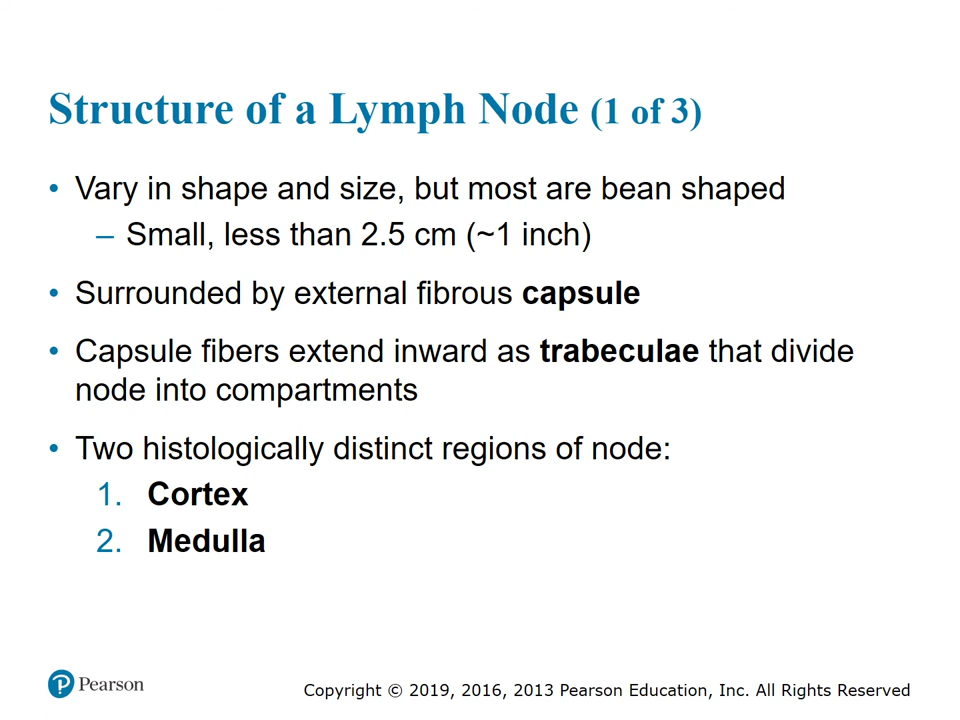 Structure of a Lymph Node (1 of 3)
• Vary in shape and size, but most are bean shaped
– Small, less than 2.5 cm (~1 inch)
• Surrounded by external fibrous capsule
• Capsule fibers extend inward as trabeculae that divide
node into compartments
• Two histologically distinct regions of node:
1. Cortex
2. Medulla
Pearson
Copyright © 2019, 2016, 2013 Pearson Education, Inc. All Rights Reserved